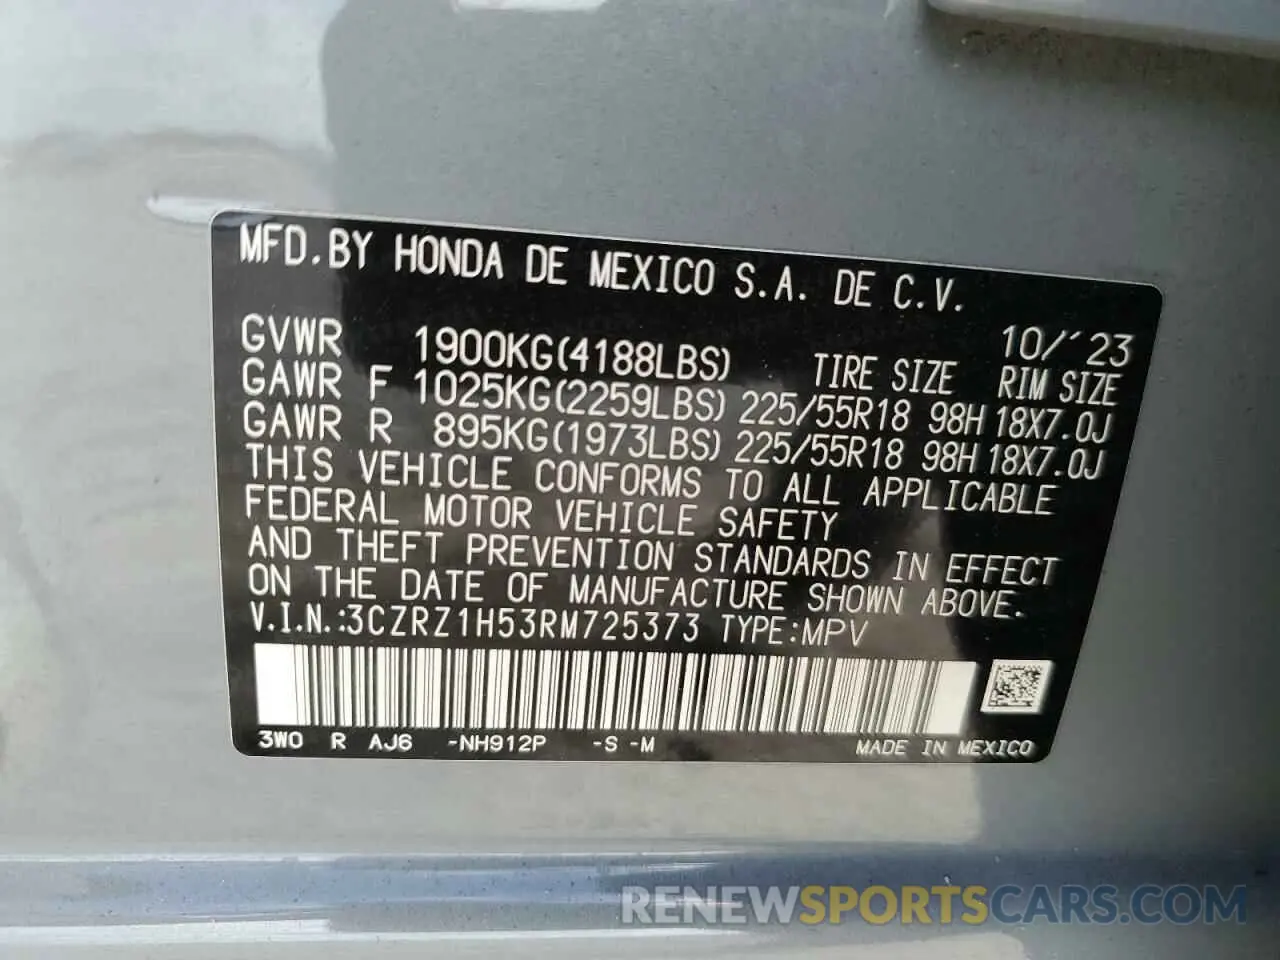 MFD.BY HONDA DE MEXICO S.A. DE C.V.
10/'23
GVWR 1900KG(4188LBS) TIRE SIZE RIM SIZE
GAWR F 1025KG(2259LBS) 225/55R18 98H 18X7.0J
GAWR R 895KG(1973LBS) 225/55R18 98H 18X7.0J
THIS VEHICLE CONFORMS TO ALL APPLICABLE
FEDERAL MOTOR VEHICLE SAFETY
AND THEFT PREVENTION STANDARDS IN EFFECT
ON THE DATE OF MANUFACTURE SHOWN ABOVE.
V.I.N.:3CZRZ1H53RM725373 TYPE:MPV
3W0 R AJ6 -NH912P -S -M MADE IN MEXICO
RENEWSPORTSCARS.COM